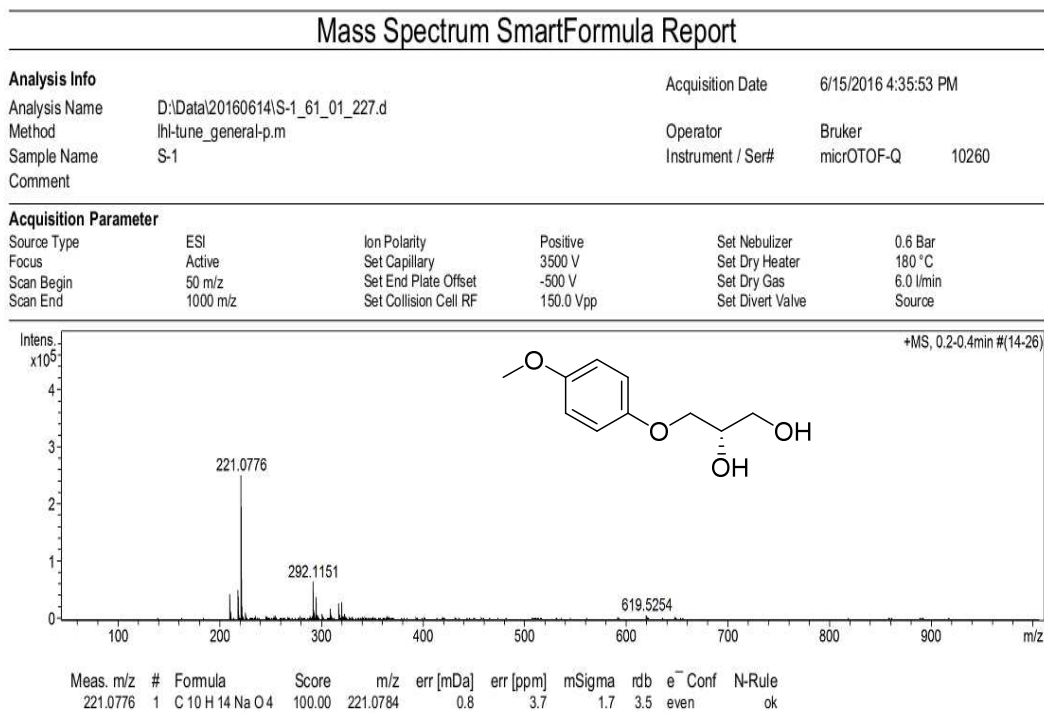 Mass Spectrum SmartFormula Report
Analysis Info
Acquisition Date 6/15/2016 4:35:53 PM
Analysis Name D:\Data\20160614\S-1_61_01_227.d
Method lhl-tune_general-p.m Operator Bruker
Sample Name S-1 Instrument / Ser# micrOTOF-Q 10260
Comment
Acquisition Parameter
Source Type ESI Ion Polarity Positive Set Nebulizer 0.6 Bar
Focus Active Set Capillary 3500 V Set Dry Heater 180 °C
Scan Begin 50 m/z Set End Plate Offset -500 V Set Dry Gas 6.0 l/min
Scan End 1000 m/z Set Collision Cell RF 150.0 Vpp Set Divert Valve Source
Intens. +MS, 0.2-0.4min #(14-26)
x10⁵
O
4
O OH
OH
3
221.0776
2
1
292.1151
619.5254
0
100 200 300 400 500 600 700 800 900 m/z
Meas. m/z # Formula Score m/z err [mDa] err [ppm] mSigma rdb e⁻ Conf N-Rule
221.0776 1 C 10 H 14 Na O 4 100.00 221.0784 0.8 3.7 1.7 3.5 even ok